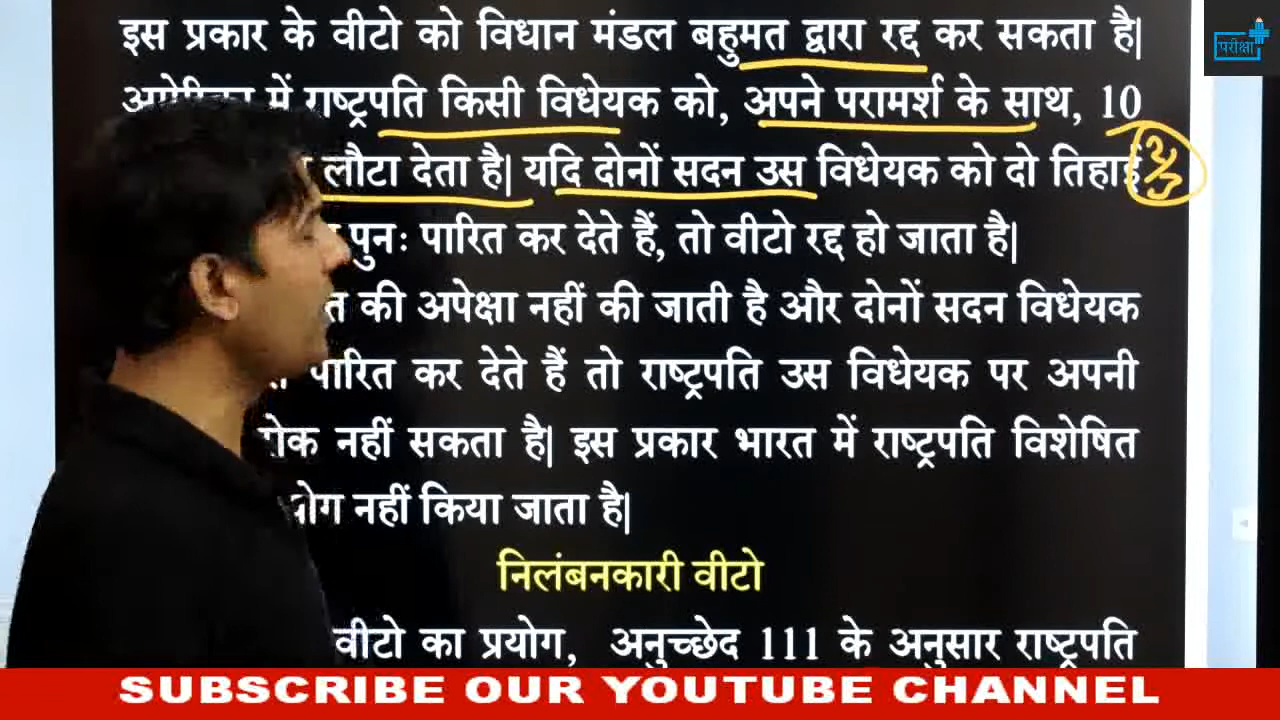 इस प्रकार के वीटो को विधान मंडल बहुमत द्वारा रद्द कर सकता है|
परीक्षा
में राष्ट्रपति किसी विधेयक को, अपने परामर्श के साथ, 10
लौटा देता है| यदि दोनों सदन उस विधेयक को दो तिहाई
पुनः पारित कर देते हैं, तो वीटो रद्द हो जाता है|
की अपेक्षा नहीं की जाती है और दोनों सदन विधेयक
पारित कर देते हैं तो राष्ट्रपति उस विधेयक पर अपनी
नहीं सकता है| इस प्रकार भारत में राष्ट्रपति विशेषित
नहीं किया जाता है|
निलंबनकारी वीटो
वीटो का प्रयोग, अनुच्छेद 111 के अनुसार राष्ट्रपति
SUBSCRIBE OUR YOUTUBE CHANNEL